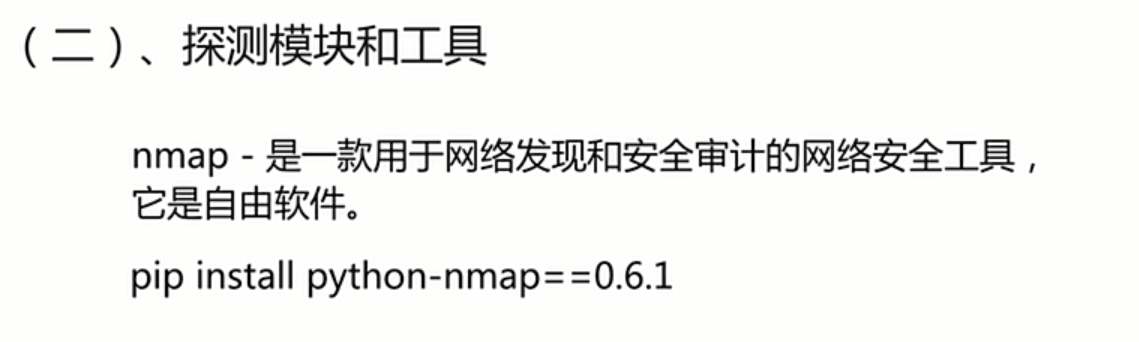 （二）、探测模块和工具
nmap - 是一款用于网络发现和安全审计的网络安全工具，
它是自由软件。
pip install python-nmap==0.6.1